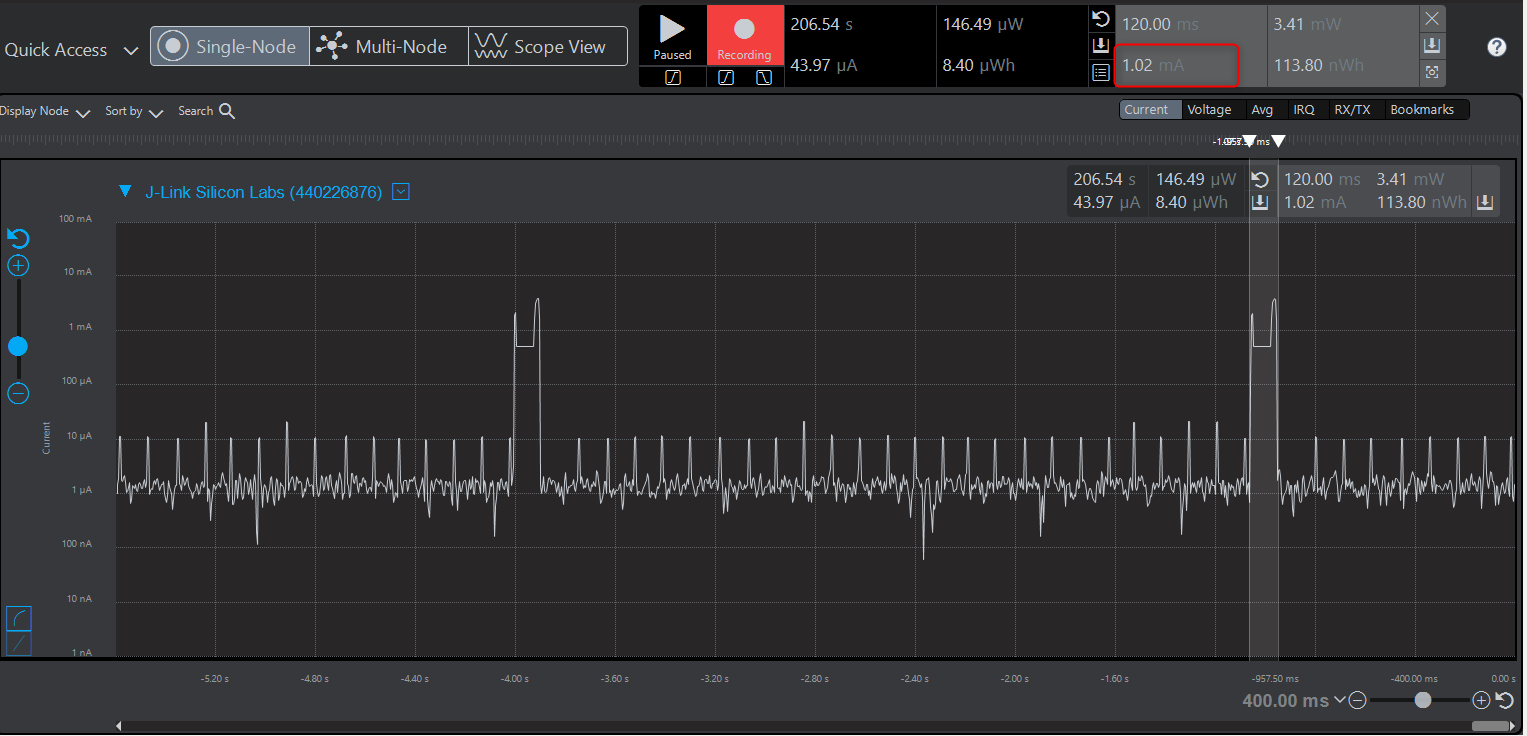 Quick Access
Single-Node
Multi-Node
Scope View
Paused
Recording
206.54 s
146.49 µW
43.97 µA
8.40 µWh
120.00 ms
3.41 mW
1.02 mA
113.80 nWh
?
Display Node
Sort by
Search
Current
Voltage
Avg
IRQ
RX/TX
Bookmarks
ms
J-Link Silicon Labs (440226876)
206.54 s 146.49 µW
43.97 µA 8.40 µWh
120.00 ms 3.41 mW
1.02 mA 113.80 nWh
100 mA
10 mA
1 mA
100 µA
10 µA
1 µA
100 nA
10 nA
1 nA
Current
-5.20 s
-4.80 s
-4.40 s
-4.00 s
-3.60 s
-3.20 s
-2.80 s
-2.40 s
-2.00 s
-1.60 s
-957.50 ms
-400.00 ms
0.00 s
400.00 ms